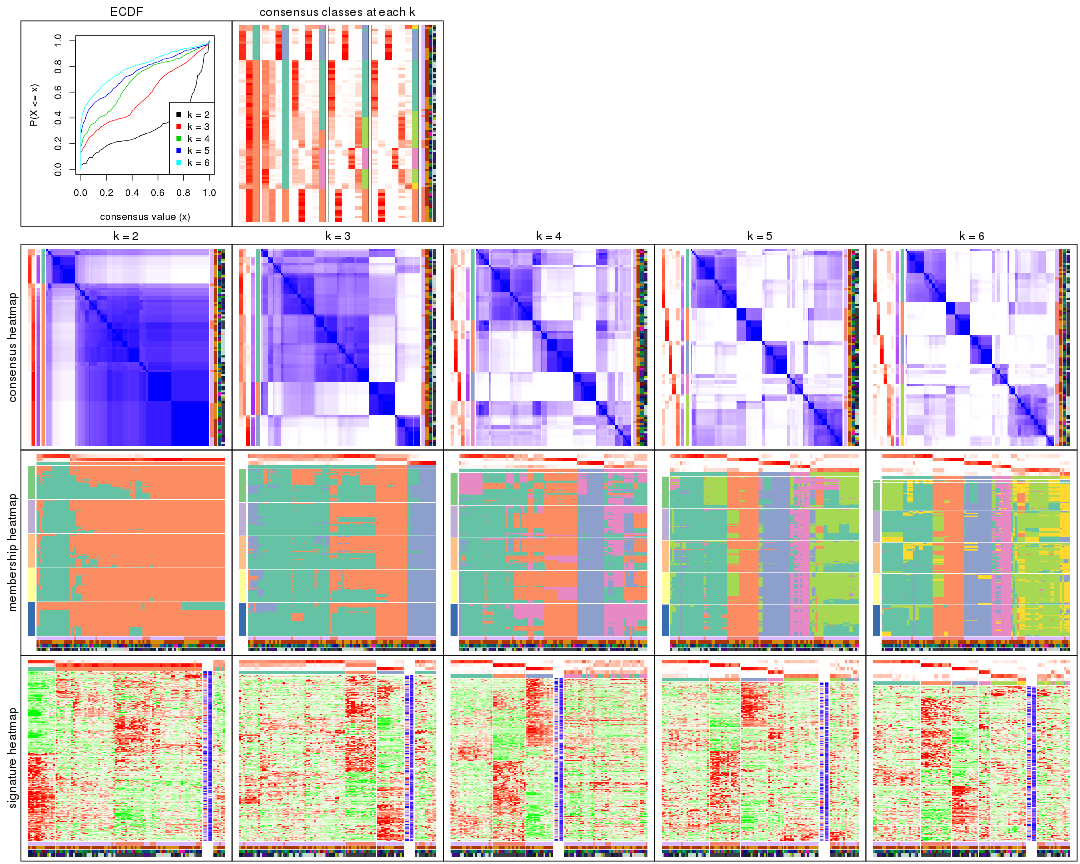 ECDF
consensus classes at each k
P(X <= x)
0.0 0.2 0.4 0.6 0.8 1.0
k = 2
k = 3
k = 4
k = 5
k = 6
0.0 0.2 0.4 0.6 0.8 1.0
consensus value (x)
k = 2 k = 3 k = 4 k = 5 k = 6
consensus heatmap
membership heatmap
signature heatmap